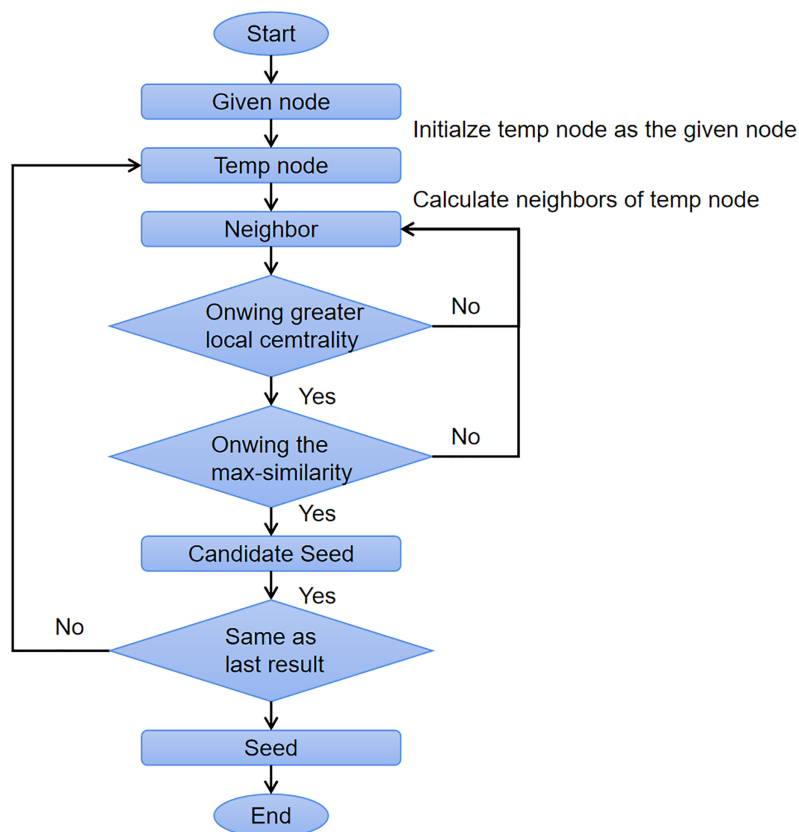 Start
Given node
Initialze temp node as the given node
Temp node
Calculate neighbors of temp node
Neighbor
Onwing greater
local cemtrality
No
Yes
Onwing the
max-similarity
No
Yes
Candidate Seed
Yes
Same as
last result
No
Seed
End